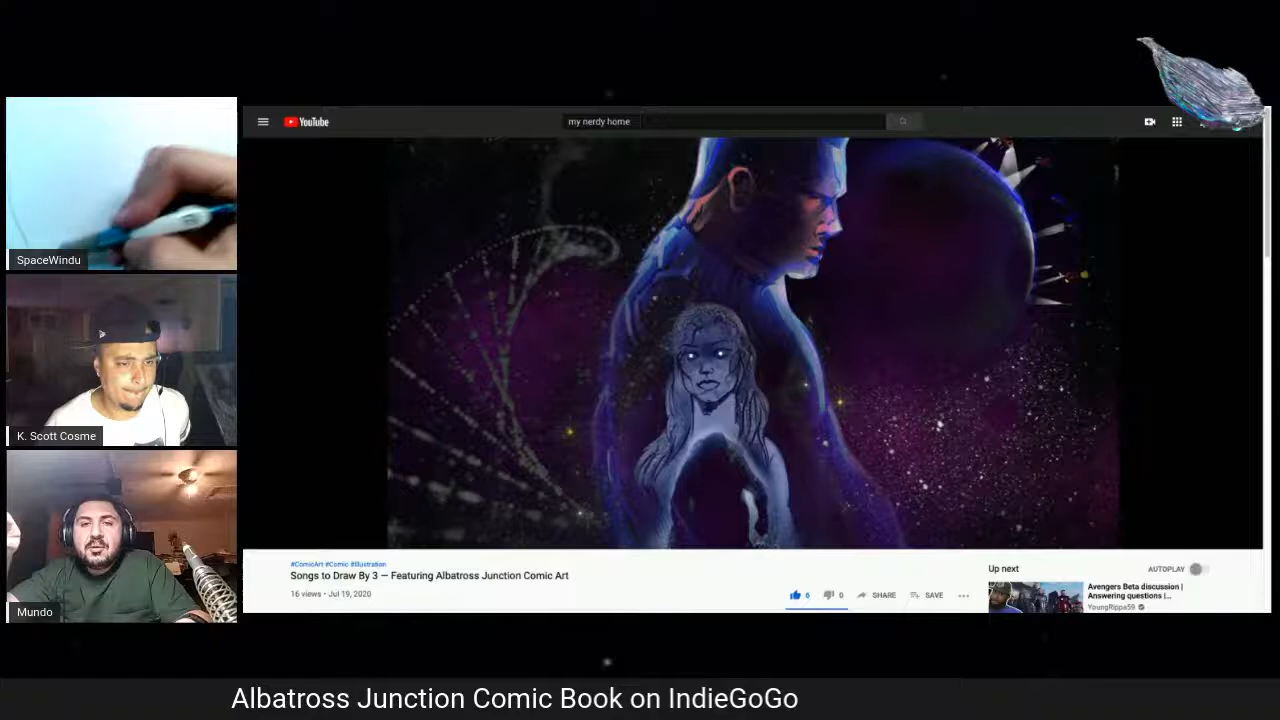 YouTube
my nerdy home
SpaceWindu
K. Scott Cosme
Mundo
#ComicArt #Comic #Illustration
Songs to Draw By 3 — Featuring Albatross Junction Comic Art
16 views • Jul 19, 2020
6
0
SHARE
SAVE
Up next
AUTOPLAY
Avengers Beta discussion |
Answering questions |...
YoungRippa59
Albatross Junction Comic Book on IndieGoGo